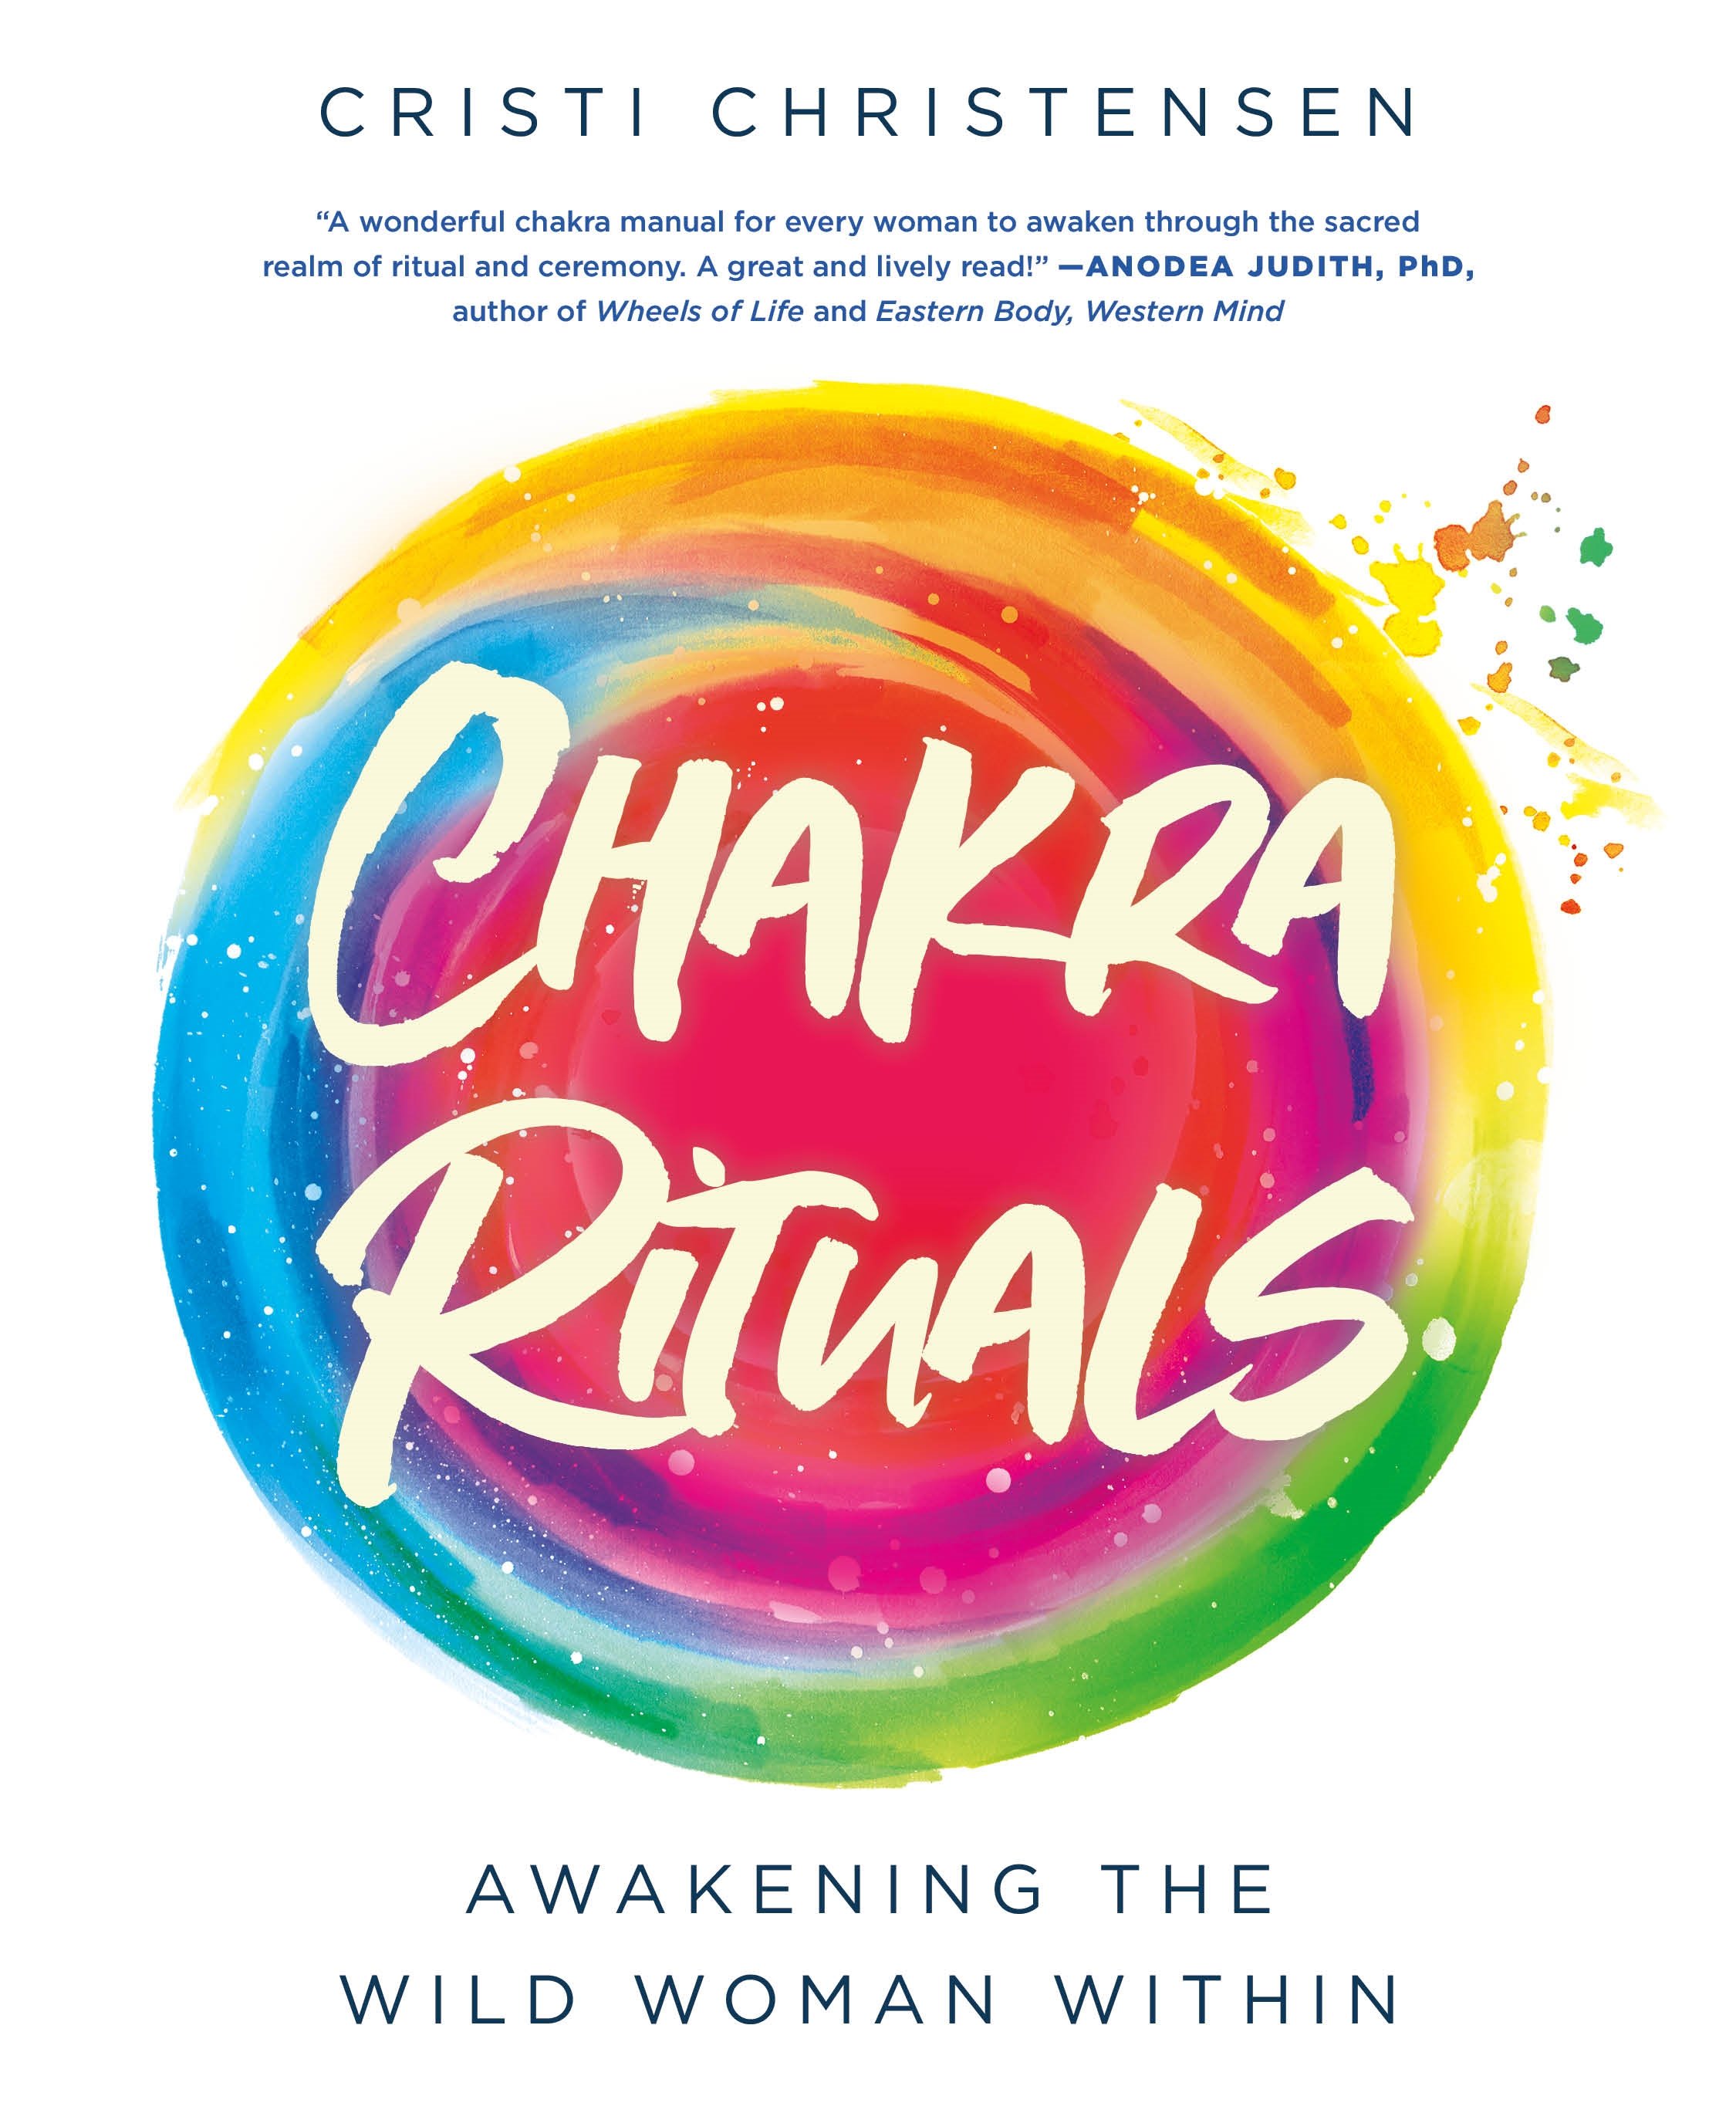 CRISTI CHRISTENSEN
“A wonderful chakra manual for every woman to awaken through the sacred
realm of ritual and ceremony. A great and lively read!” —ANODEA JUDITH, PhD,
author of Wheels of Life and Eastern Body, Western Mind
CHAKRA
RiTuALS
AWAKENING THE
WILD WOMAN WITHIN